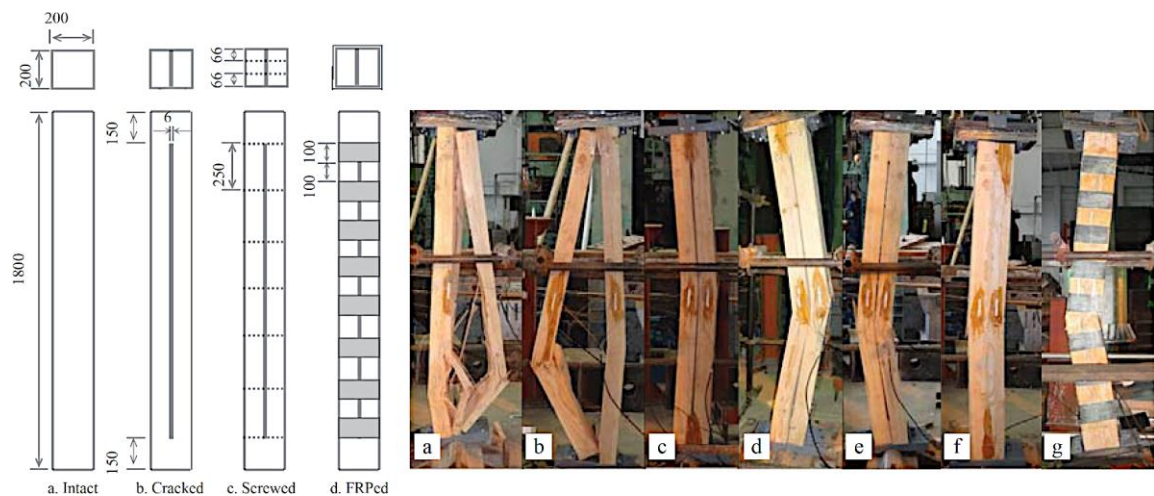 200
200
66
66
6
150
250
100
100
1800
150
a. Intact
b. Cracked
c. Screwed
d. FRPed
a
b
c
d
e
f
g